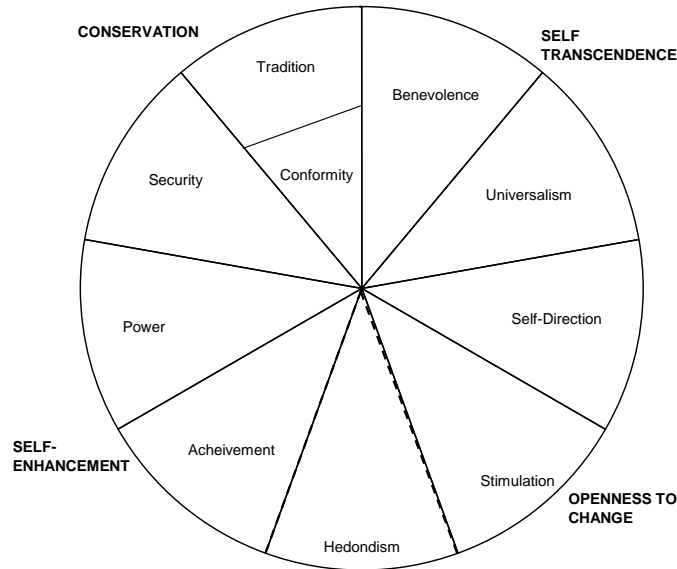 CONSERVATION
SELF
TRANSCENDENCE
Tradition
Benevolence
Conformity
Security
Universalism
Self-Direction
Power
SELF-
ENHANCEMENT
Acheivement
Stimulation
OPENNESS TO
CHANGE
Hedondism